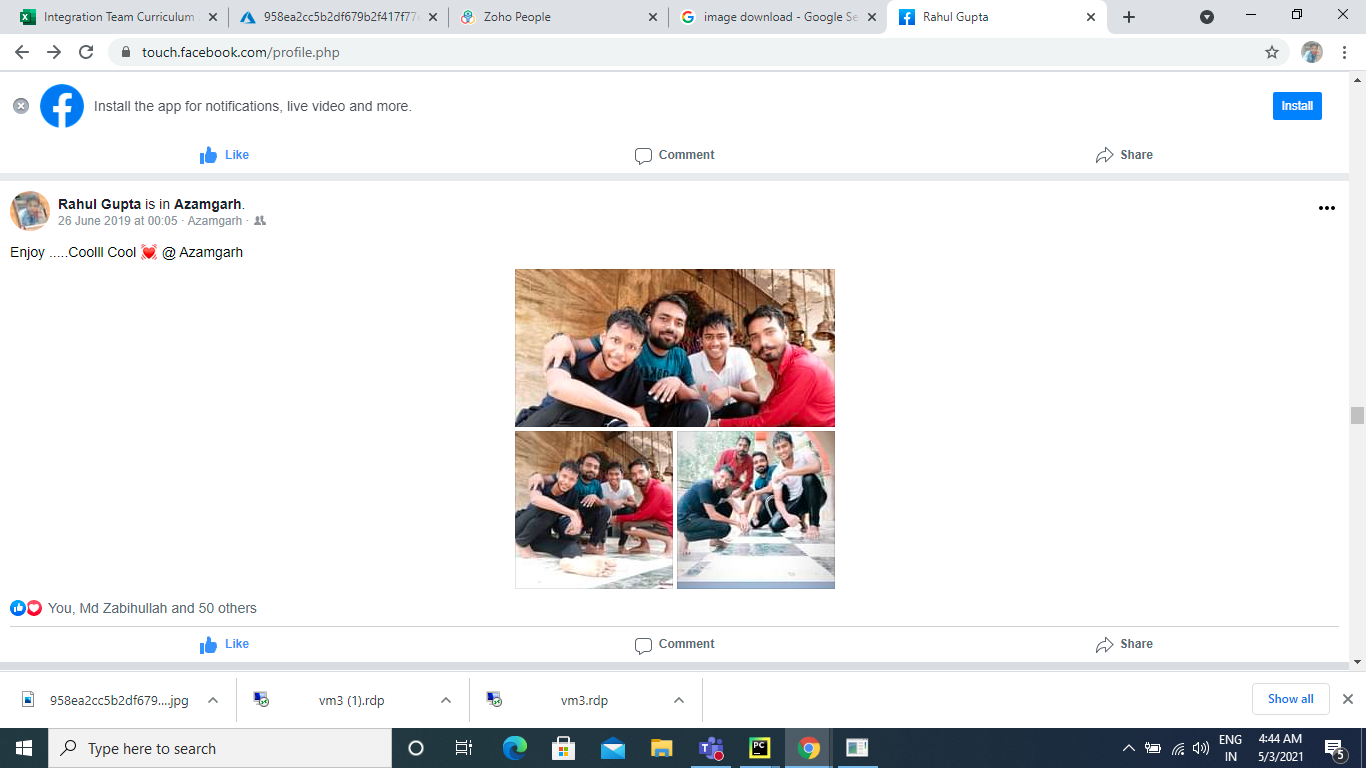 Integration Team Curriculum
958ea2cc5b2df679b2f417f77
Zoho People
image download - Google Se
Rahul Gupta
touch.facebook.com/profile.php
Install the app for notifications, live video and more.
Install
Like
Comment
Share
Rahul Gupta is in Azamgarh.
26 June 2019 at 00:05 · Azamgarh ·
Enjoy .....Coolll Cool 💓 @ Azamgarh
You, Md Zabihullah and 50 others
Like
Comment
Share
958ea2cc5b2df679....jpg
vm3 (1).rdp
vm3.rdp
Show all
Type here to search
PC
ENG
IN
4:44 AM
5/3/2021
5